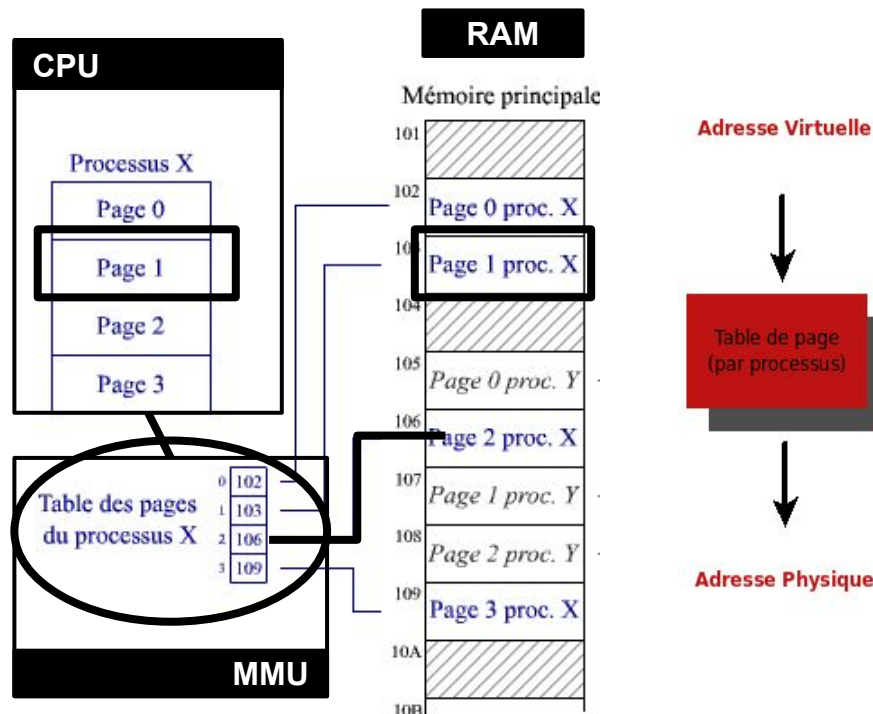 CPU
Processus X
Page 0
Page 1
Page 2
Page 3
Table des pages
du processus X
0 102
1 103
2 106
3 109
MMU
RAM
Mémoire principale
101
102
Page 0 proc. X
Page 1 proc. X
104
105
Page 0 proc. Y
106
Page 2 proc. X
107
Page 1 proc. Y
108
Page 2 proc. Y
109
Page 3 proc. X
10A
10B
Adresse Virtuelle
Table de page
(par processus)
Adresse Physique